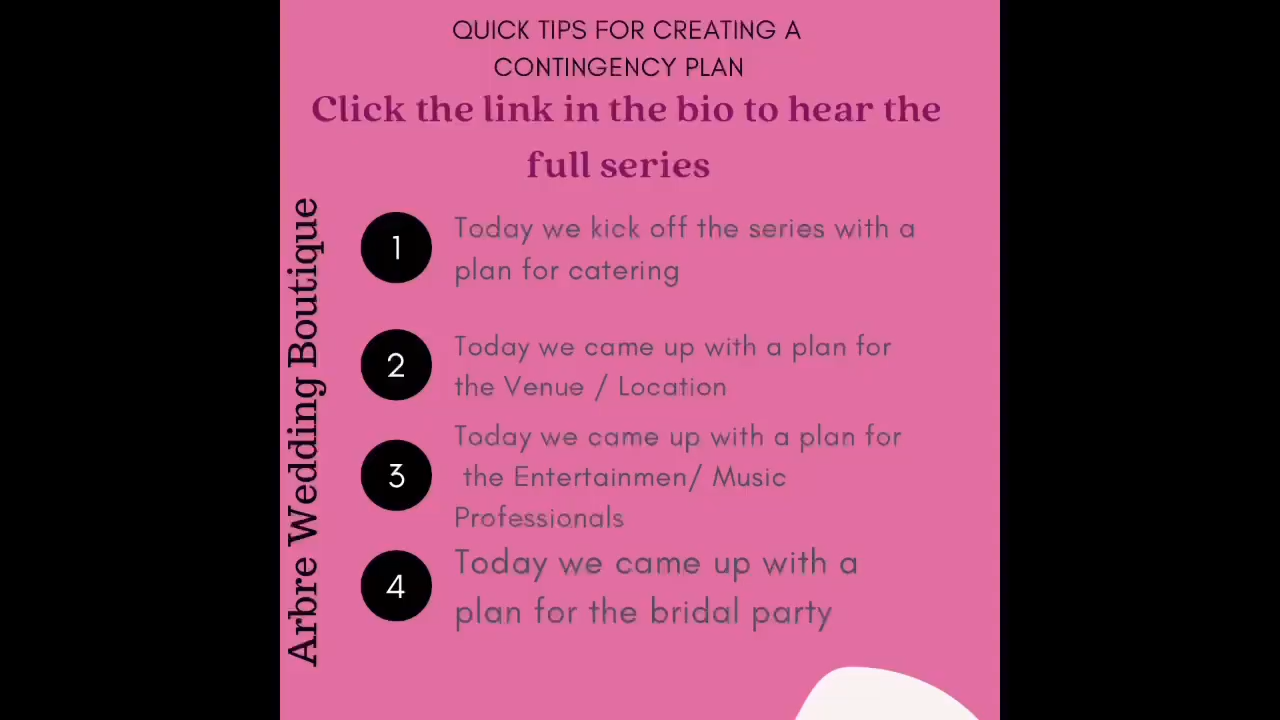 QUICK TIPS FOR CREATING A
CONTINGENCY PLAN
Click the link in the bio to hear the
full series
Arbre Wedding Boutique
1
Today we kick off the series with a
plan for catering
2
Today we came up with a plan for
the Venue / Location
3
Today we came up with a plan for
the Entertainmen/ Music
Professionals
4
Today we came up with a
plan for the bridal party